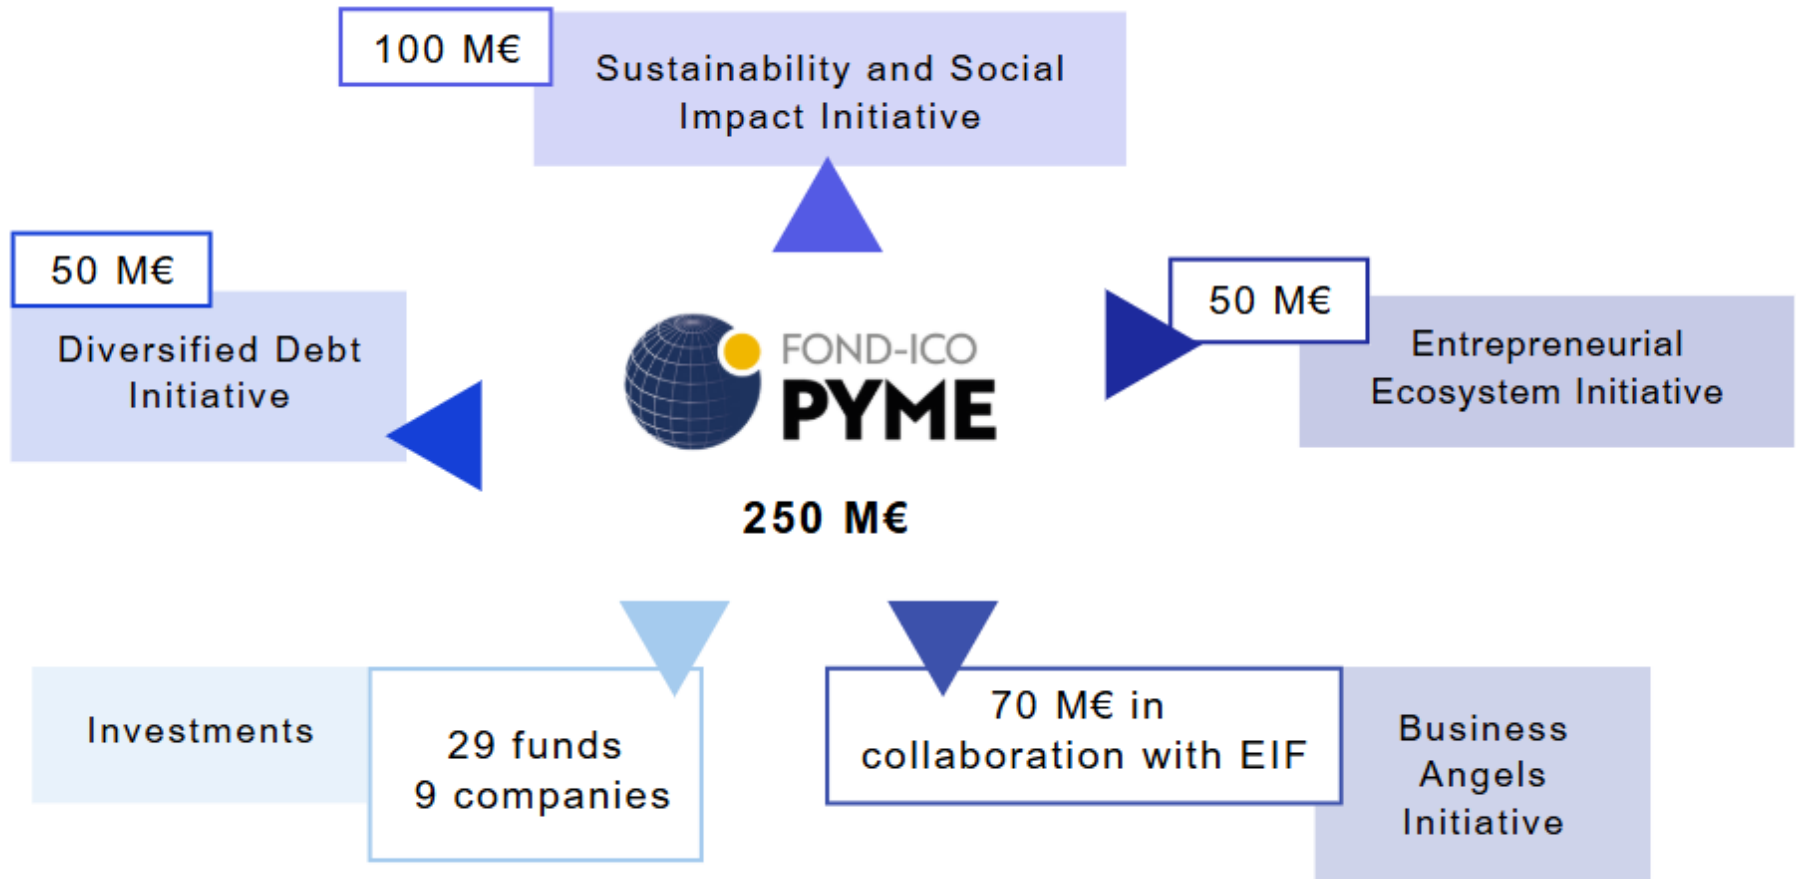 100 M€
Sustainability and Social
Impact Initiative
50 M€
Diversified Debt
Initiative
50 M€
Entrepreneurial
Ecosystem Initiative
FOND-ICO
PYME
250 M€
Investments
29 funds
9 companies
70 M€ in
collaboration with EIF
Business
Angels
Initiative